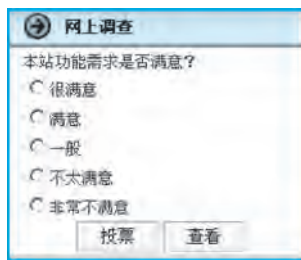 网上调查
本站功能需求是否满意？
很满意
满意
一般
不太满意
非常不满意
投票 查看